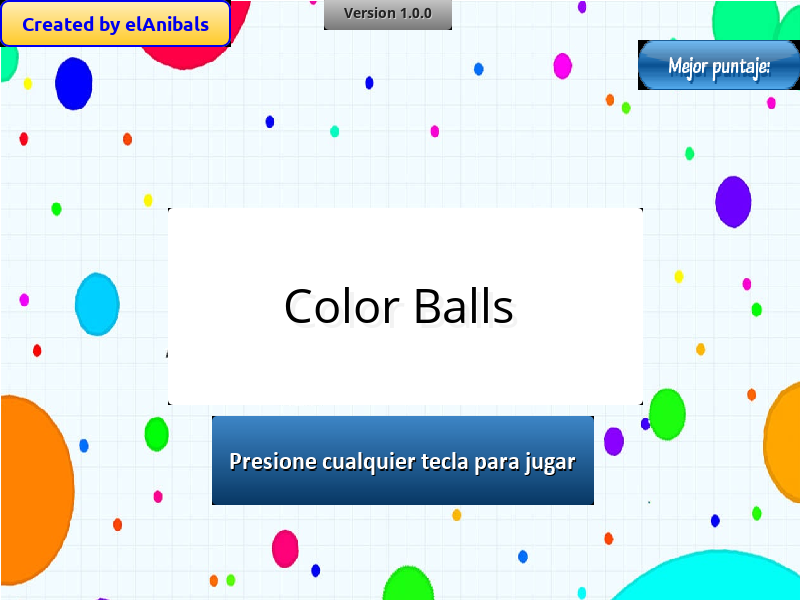 Created by elAnibals
Version 1.0.0
Mejor puntaje:
Color Balls
Presione cualquier tecla para jugar